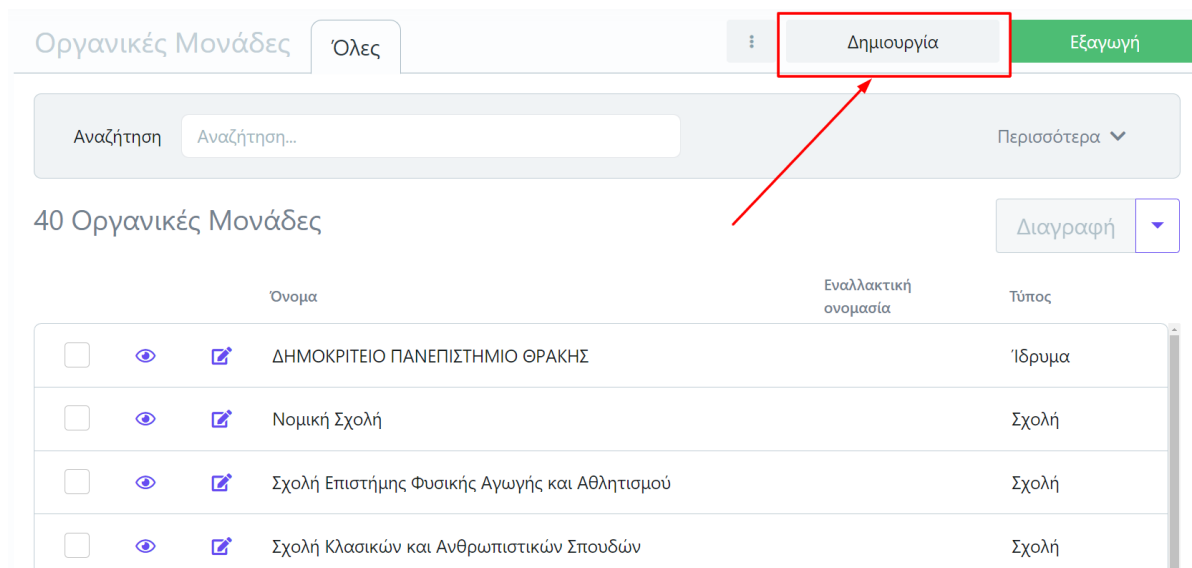 Οργανικές Μονάδες Όλες Δημιουργία Εξαγωγή
Αναζήτηση Αναζήτηση... Περισσότερα
40 Οργανικές Μονάδες Διαγραφή
Όνομα Εναλλακτική ονομασία Τύπος
ΔΗΜΟΚΡΙΤΕΙΟ ΠΑΝΕΠΙΣΤΗΜΙΟ ΘΡΑΚΗΣ Ίδρυμα
Νομική Σχολή Σχολή
Σχολή Επιστήμης Φυσικής Αγωγής και Αθλητισμού Σχολή
Σχολή Κλασικών και Ανθρωπιστικών Σπουδών Σχολή